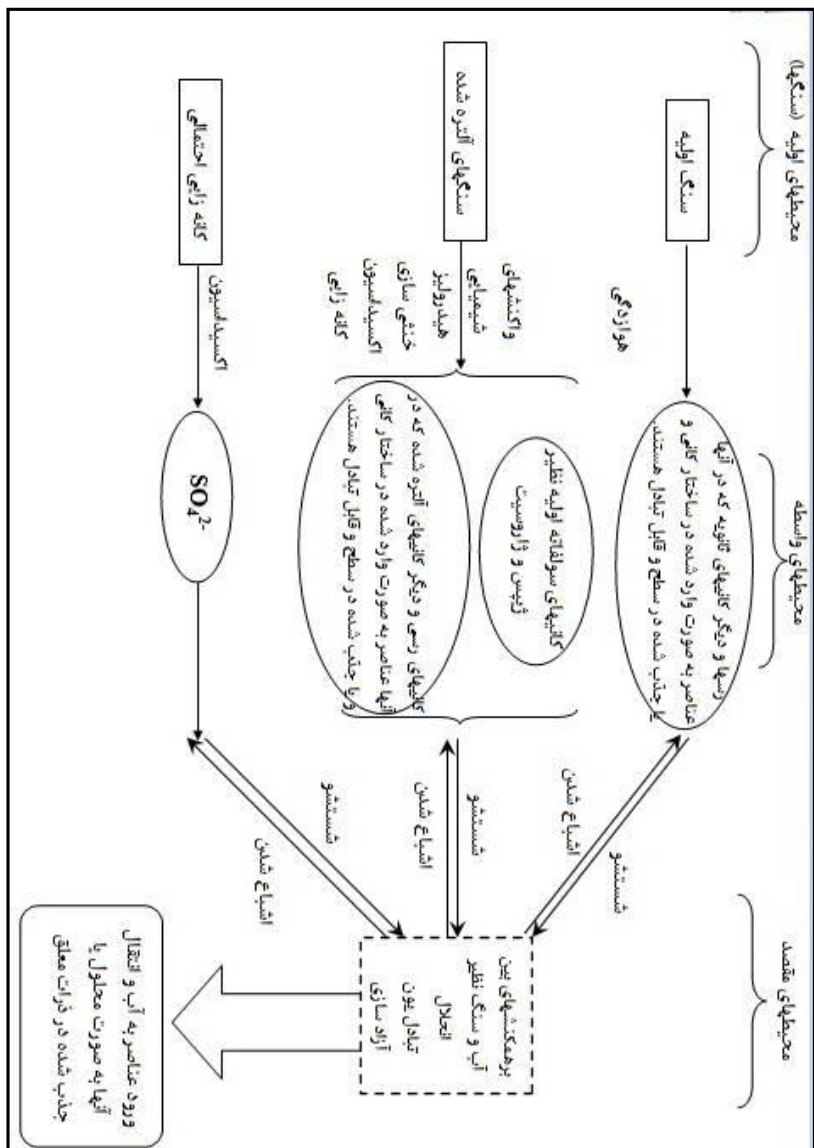 محیطهای اولیه (سنگها)
سنگ اولیه
سنگهای آلتره شده
کانه زایی احتمالی
هوازدگی
واکنشهای
شیمیایی
هیدرولیز
خنثی سازی
اکسیداسیون
کانه زایی
اکسیداسیون
محیطهای واسطه
رسها و دیگر کانیهای ثانویه که در آنها
عناصر به صورت وارد شده در ساختار کانی و
یا جذب شده در سطح و قابل تبادل هستند.
کانیهای سولفاته اولیه نظیر
ژیپس و ژاروسیت
کانیهای رسی و دیگر کانیهای آلتره شده که در
آنها عناصر به صورت وارد شده در ساختار کانی
و یا جذب شده در سطح و قابل تبادل هستند.
SO₄²⁻
شستشو
اشباع شدن
شستشو
اشباع شدن
شستشو
اشباع شدن
محیطهای مقصد
برهمکنشهای بین
آب و سنگ نظیر
انحلال
تبادل یون
آزاد سازی
ورود عناصر به آب و انتقال
آنها به صورت محلول یا
جذب شده در ذرات معلق